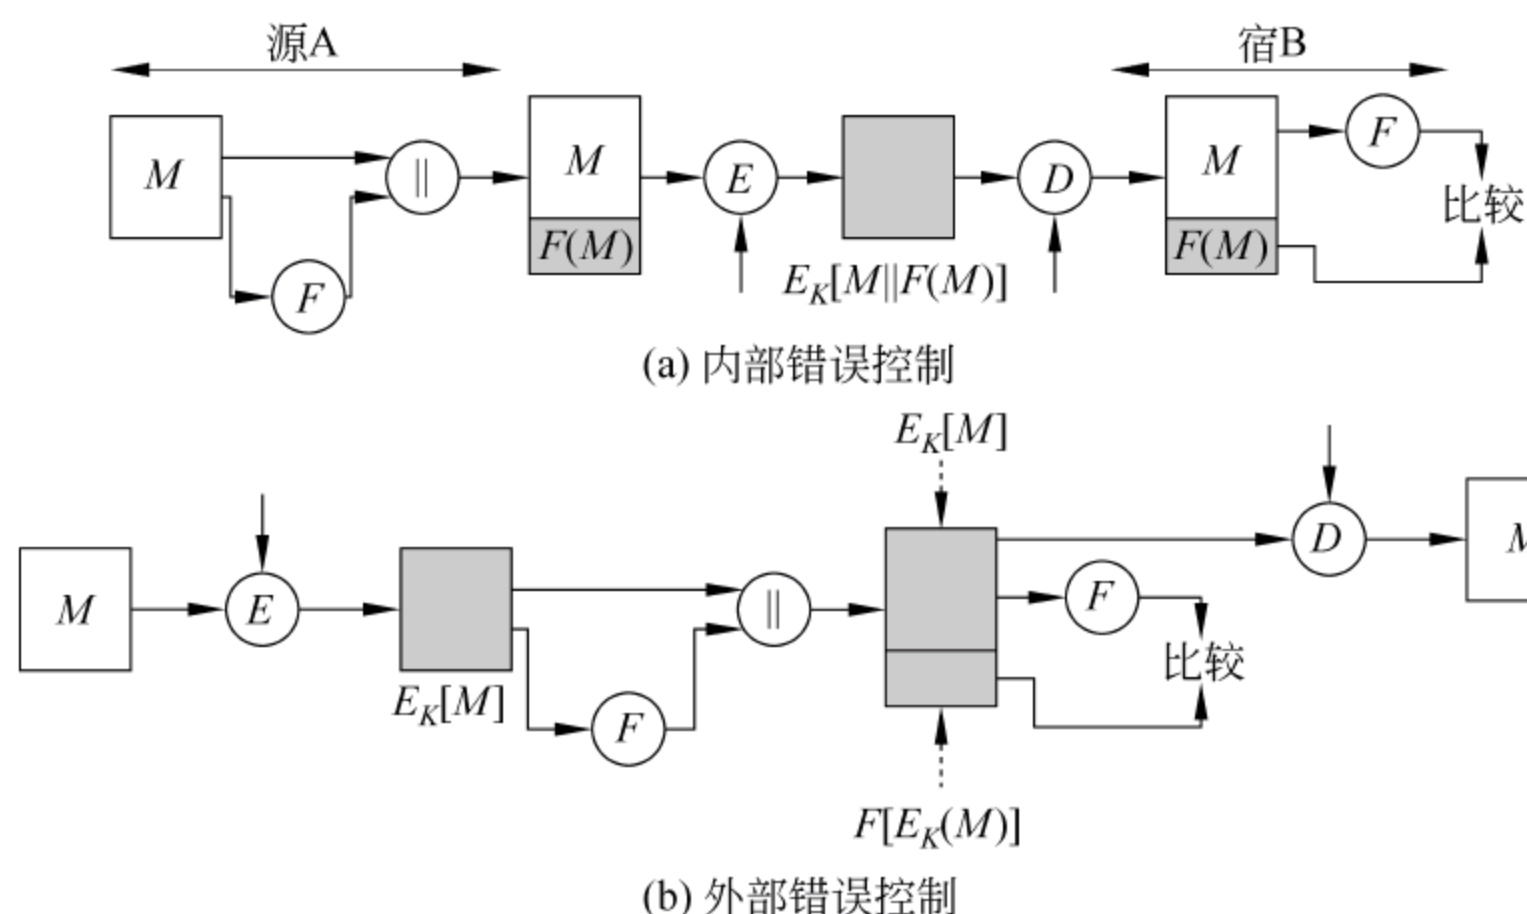 源A
宿B
M
||
M
E
D
M
F
F(M)
F(M)
比较
F
E_K[M||F(M)]
(a) 内部错误控制
E_K[M]
M
E
||
F
D
M
比较
E_K[M]
F
F[E_K(M)]
(b) 外部错误控制